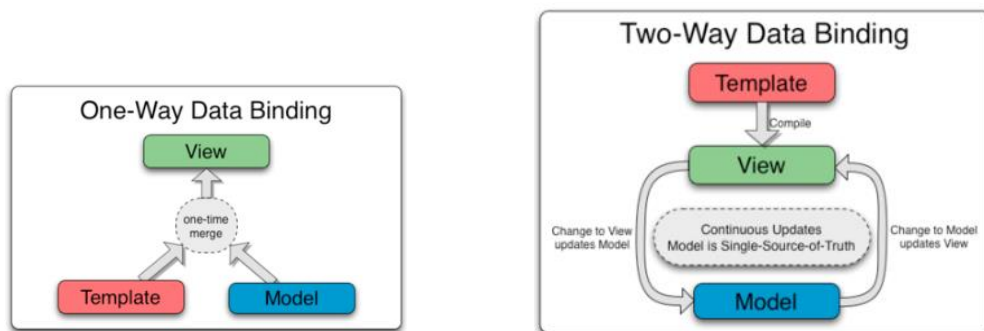 One-Way Data Binding
View
one-time
merge
Template
Model
Two-Way Data Binding
Template
Compile
View
Change to View
updates Model
Continuous Updates
Model is Single-Source-of-Truth
Change to Model
updates View
Model